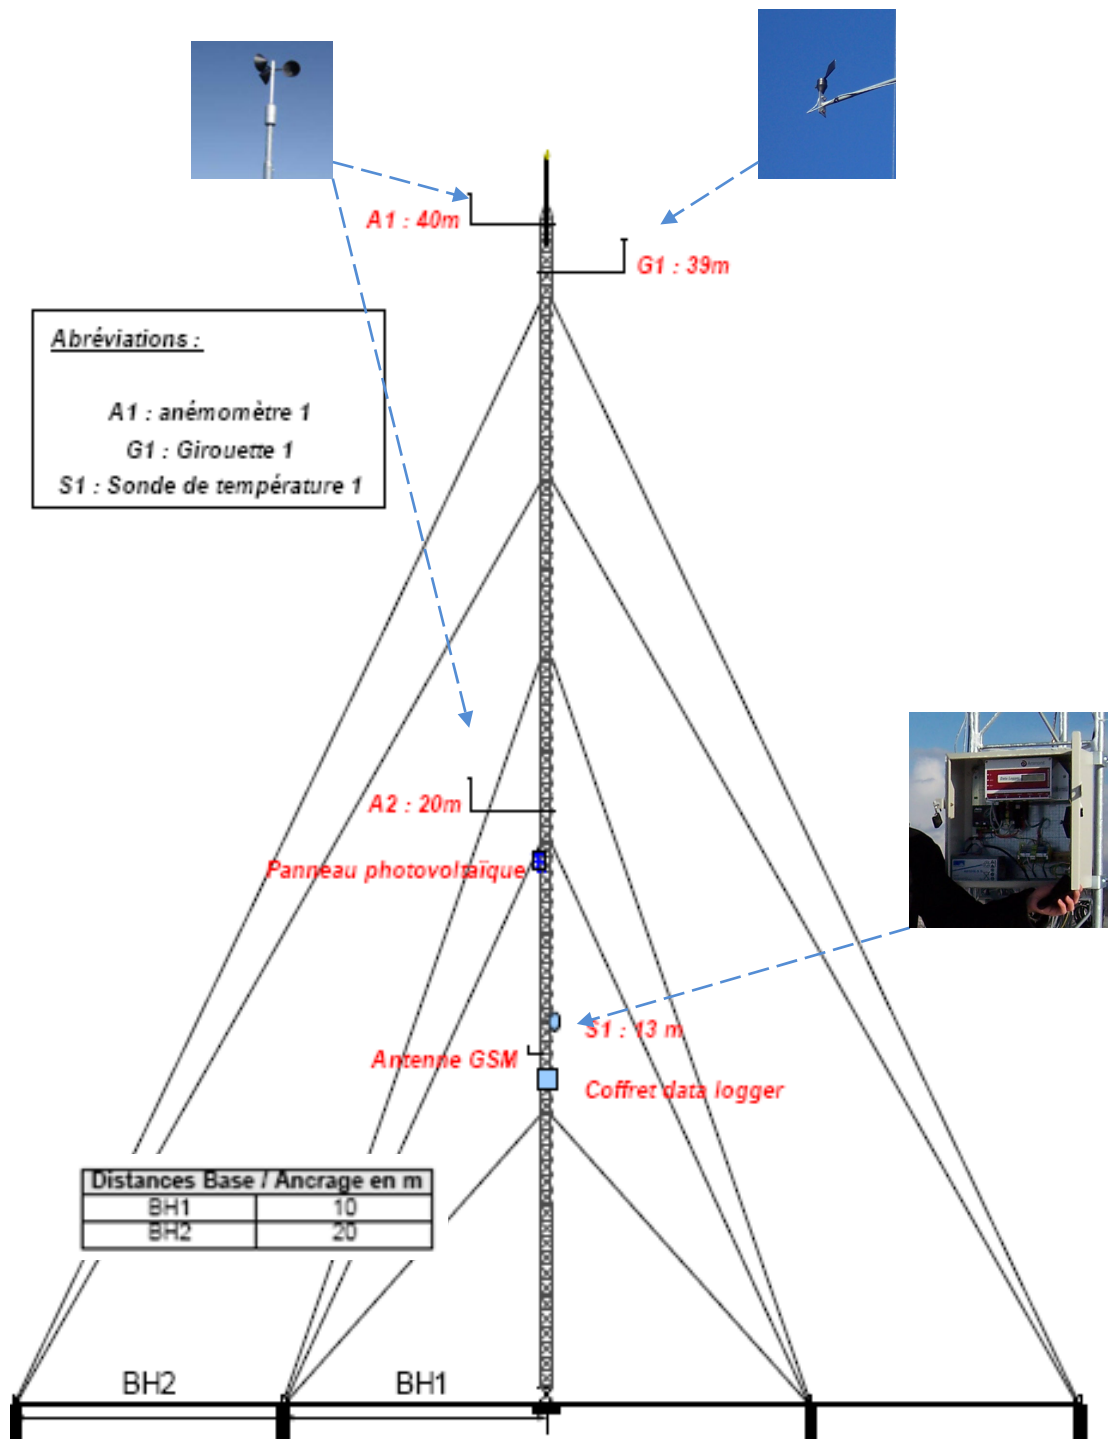 A1 : 40m
G1 : 39m
Abréviations :
A1 : anémomètre 1
G1 : Girouette 1
S1 : Sonde de température 1
A2 : 20m
Panneau photovoltaïque
S1 : 13 m
Antenne GSM
Coffret data logger
Distances Base / Ancrage en m
BH1 10
BH2 20
BH2 BH1